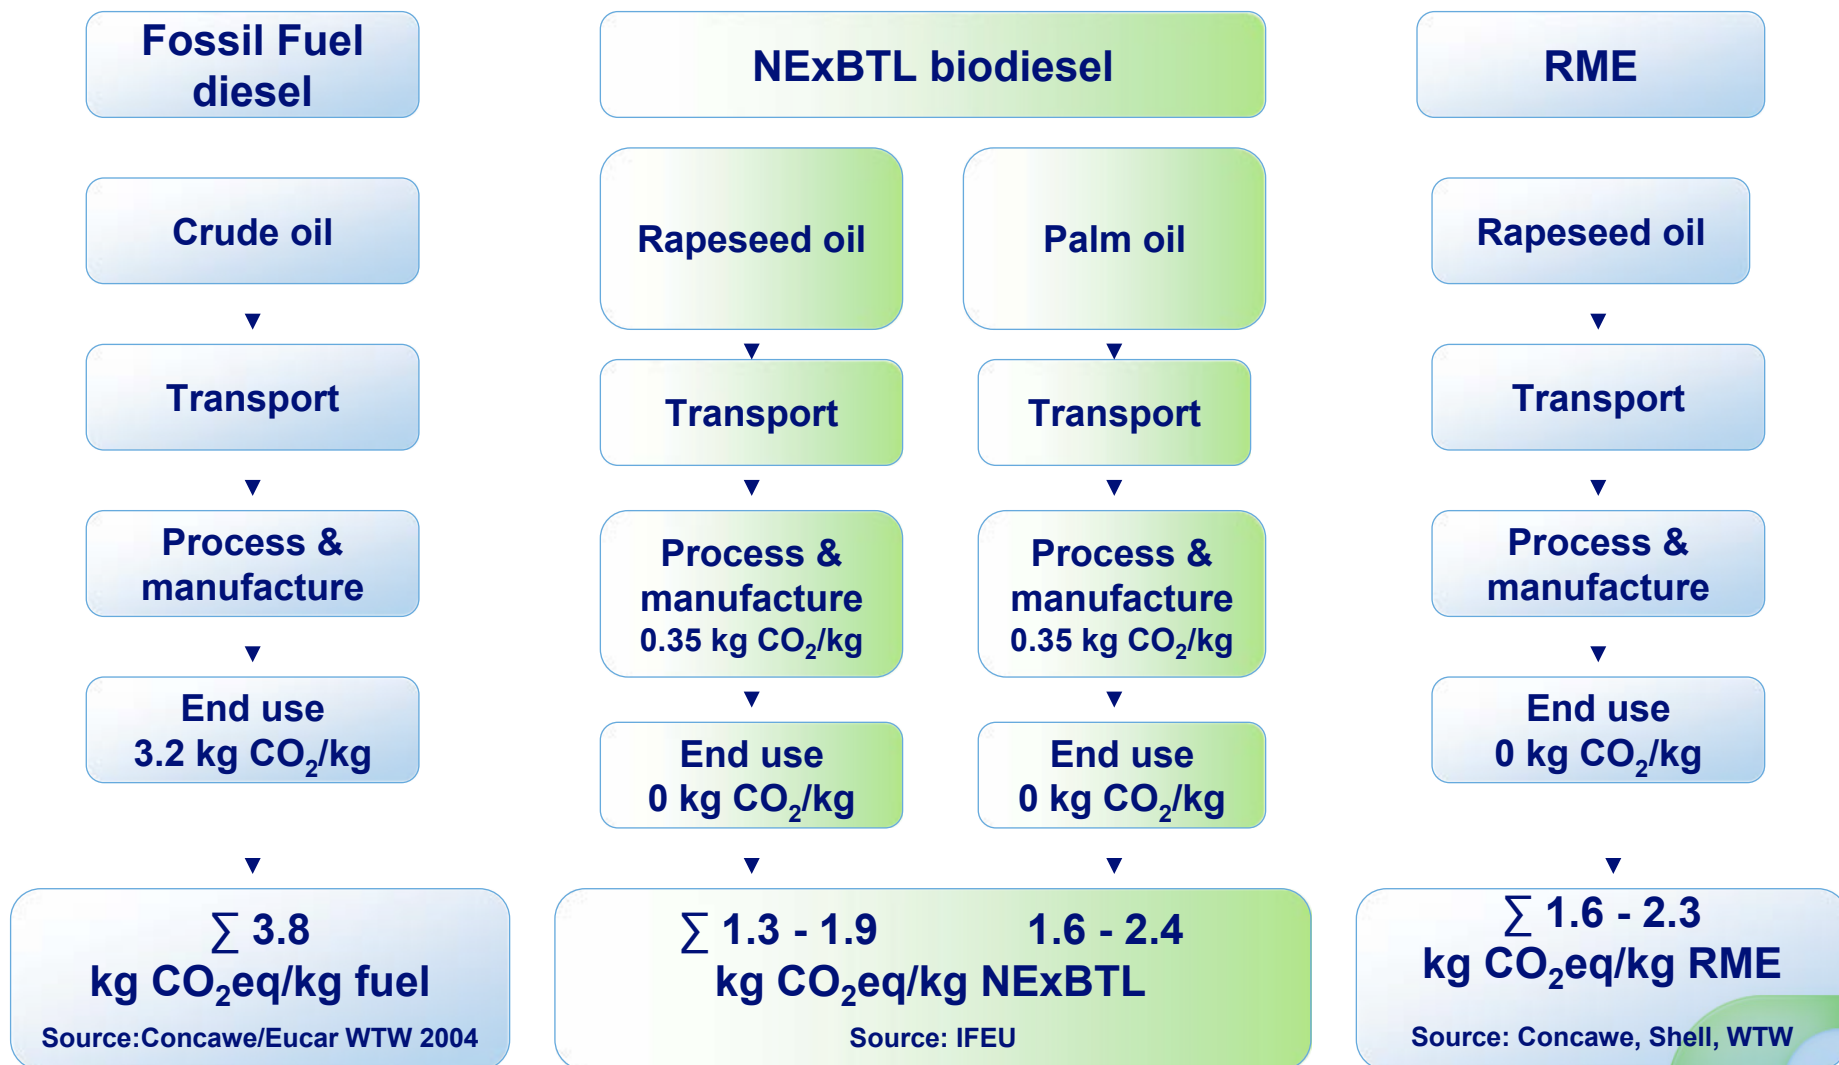 Fossil Fuel
diesel
NExBTL biodiesel
RME
Crude oil
Rapeseed oil
Palm oil
Rapeseed oil
▼
▼
▼
▼
Transport
Transport
Transport
Transport
▼
▼
▼
▼
Process &
manufacture
Process &
manufacture
0.35 kg CO₂/kg
Process &
manufacture
0.35 kg CO₂/kg
Process &
manufacture
▼
▼
▼
▼
End use
3.2 kg CO₂/kg
End use
0 kg CO₂/kg
End use
0 kg CO₂/kg
End use
0 kg CO₂/kg
▼
▼
▼
▼
∑ 3.8
kg CO₂eq/kg fuel
Source:Concawe/Eucar WTW 2004
∑ 1.3 - 1.9 1.6 - 2.4
kg CO₂eq/kg NExBTL
Source: IFEU
∑ 1.6 - 2.3
kg CO₂eq/kg RME
Source: Concawe, Shell, WTW